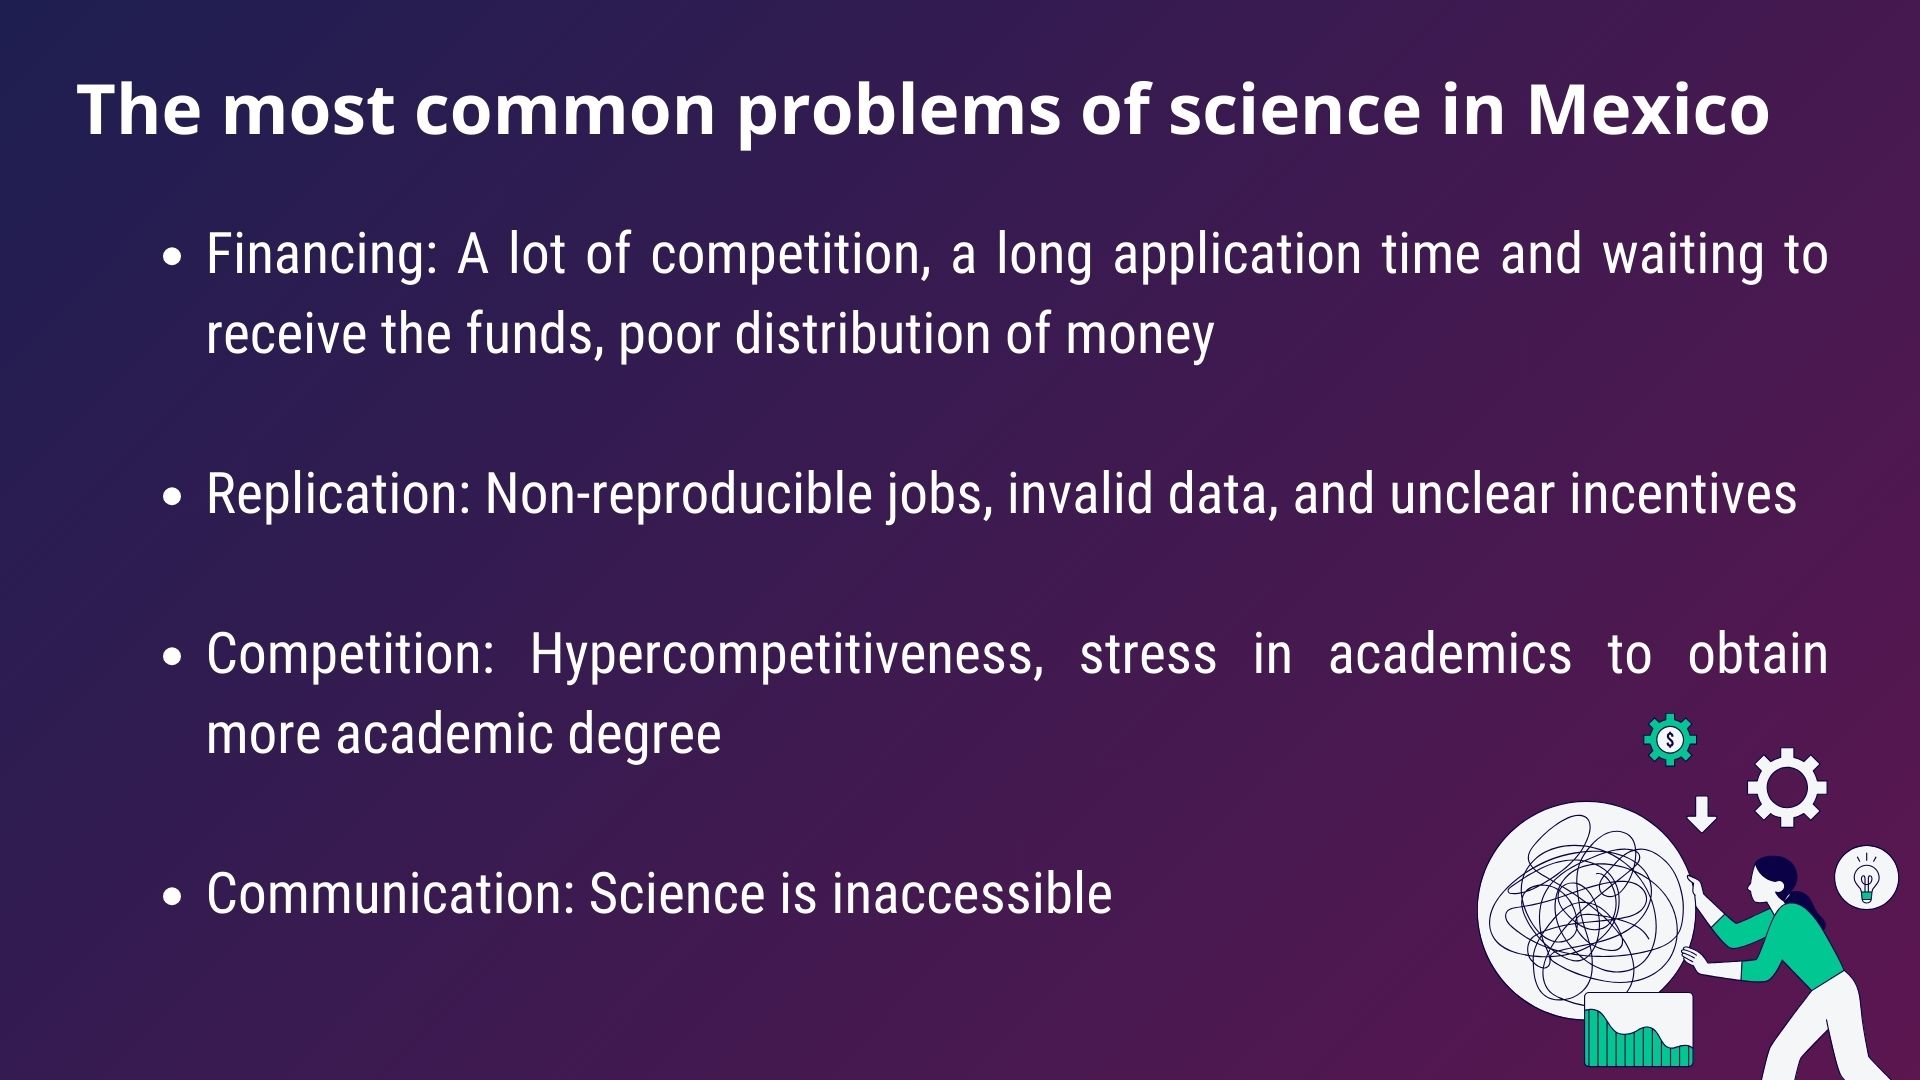 The most common problems of science in Mexico
• Financing: A lot of competition, a long application time and waiting to
receive the funds, poor distribution of money
• Replication: Non-reproducible jobs, invalid data, and unclear incentives
• Competition: Hypercompetitiveness, stress in academics to obtain
more academic degree
• Communication: Science is inaccessible
$